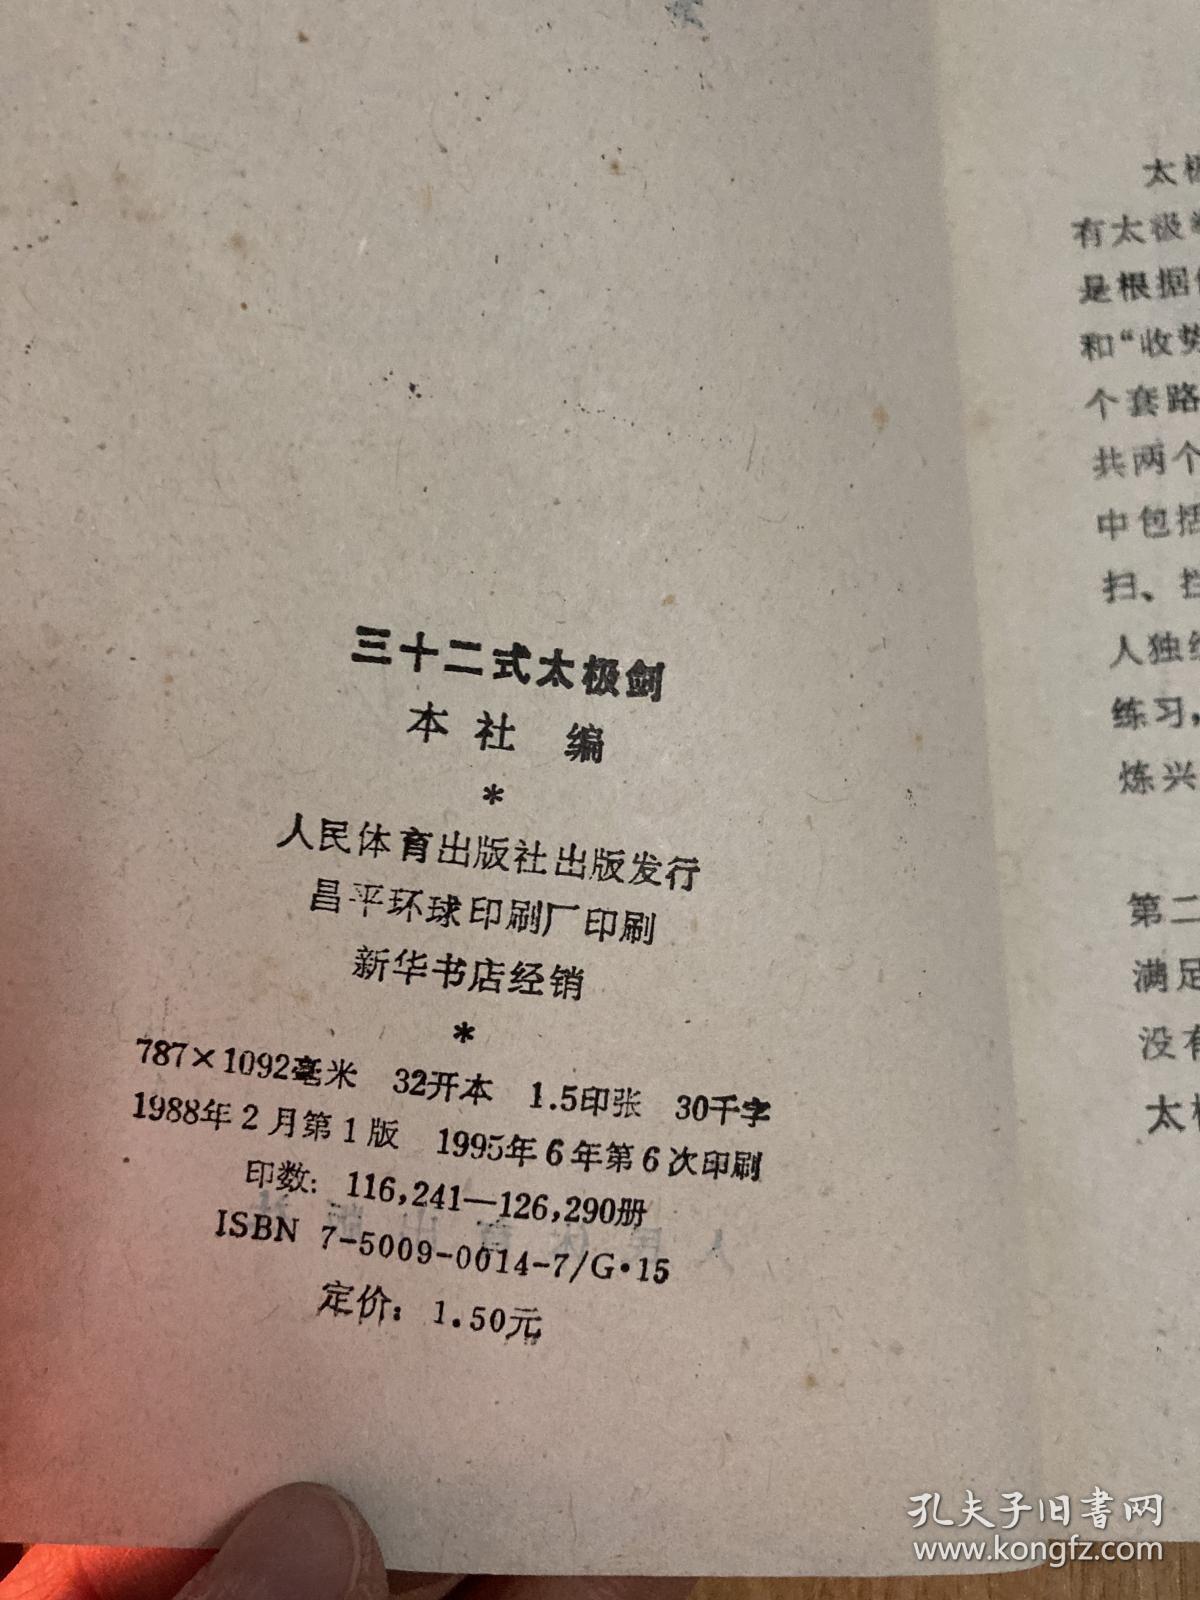 三十二式太极剑
本社 编
*
人民体育出版社出版发行
昌平环球印刷厂印刷
新华书店经销
*
787×1092毫米 32开本 1.5印张 30千字
1988年2月第1版 1995年6月第6次印刷
印数：116,241—126,290册
ISBN 7-5009-0014-7/G·15
定价：1.50元
太极
有太极
是根据
和“收势
个套路
共两个
中包括
扫、
人独
练习，
炼兴
第二
满足
没有
太
孔夫子旧书网
www.kongfz.com